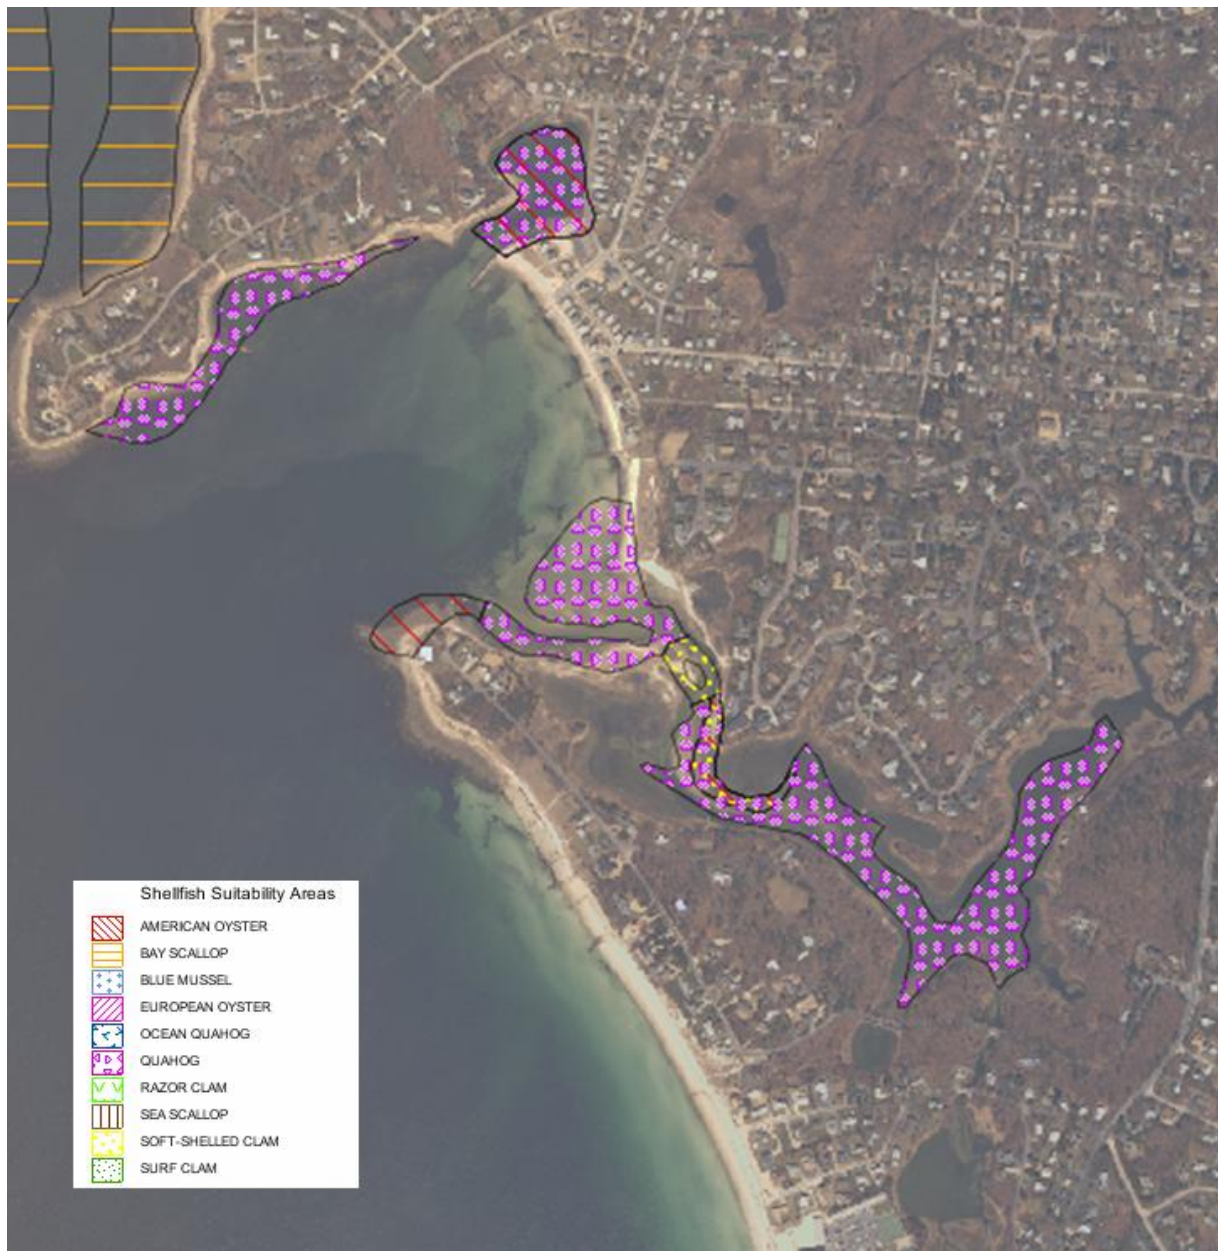 Shellfish Suitability Areas
AMERICAN OYSTER
BAY SCALLOP
BLUE MUSSEL
EUROPEAN OYSTER
OCEAN QUAHOG
QUAHOG
RAZOR CLAM
SEA SCALLOP
SOFT-SHELLED CLAM
SURF CLAM